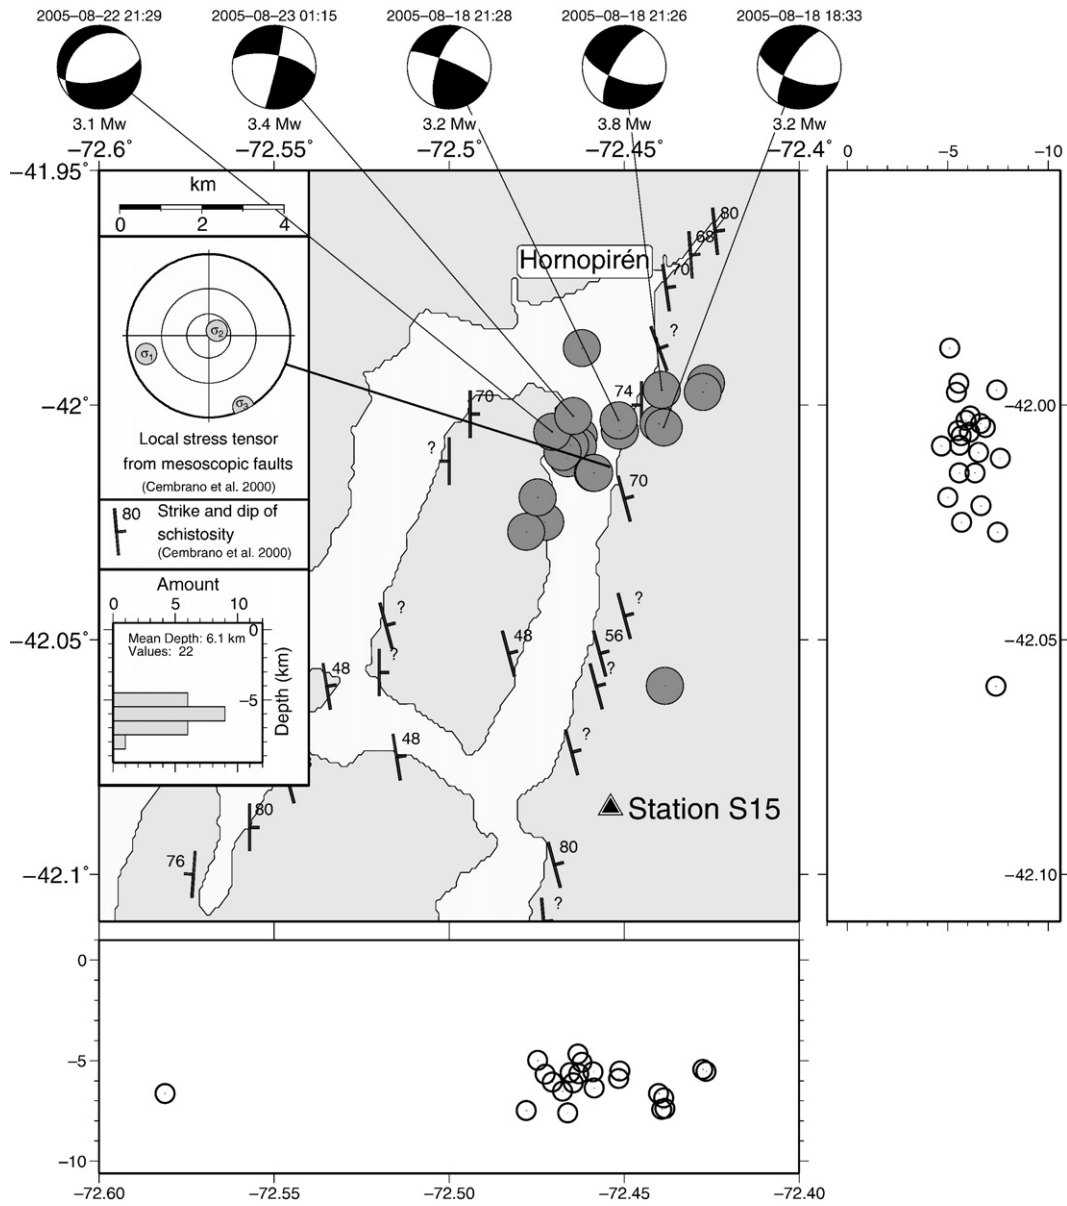 2005–08–22 21:29 2005–08–23 01:15 2005–08–18 21:28 2005–08–18 21:26 2005–08–18 18:33
3.1 Mw 3.4 Mw 3.2 Mw 3.8 Mw 3.2 Mw
−72.6˚ −72.55˚ −72.5˚ −72.45˚ −72.4˚ 0 −5 −10
−41.95˚
km
0 2 4
80
68
Hornopirén
70
σ2
?
σ1
74
70
σ3
−42˚
−42.00
Local stress tensor
from mesoscopic faults
(Cembrano et al. 2000)
?
70
80 Strike and dip of
schistosity
(Cembrano et al. 2000)
Amount
0 5 10
Mean Depth: 6.1 km
Values: 22
0
−5
Depth (km)
?
?
−42.05˚
48
56
−42.05
?
48
?
48
?
Station S15
80
76
80
−42.1˚
−42.10
?
0
−5
−10
−72.60 −72.55 −72.50 −72.45 −72.40